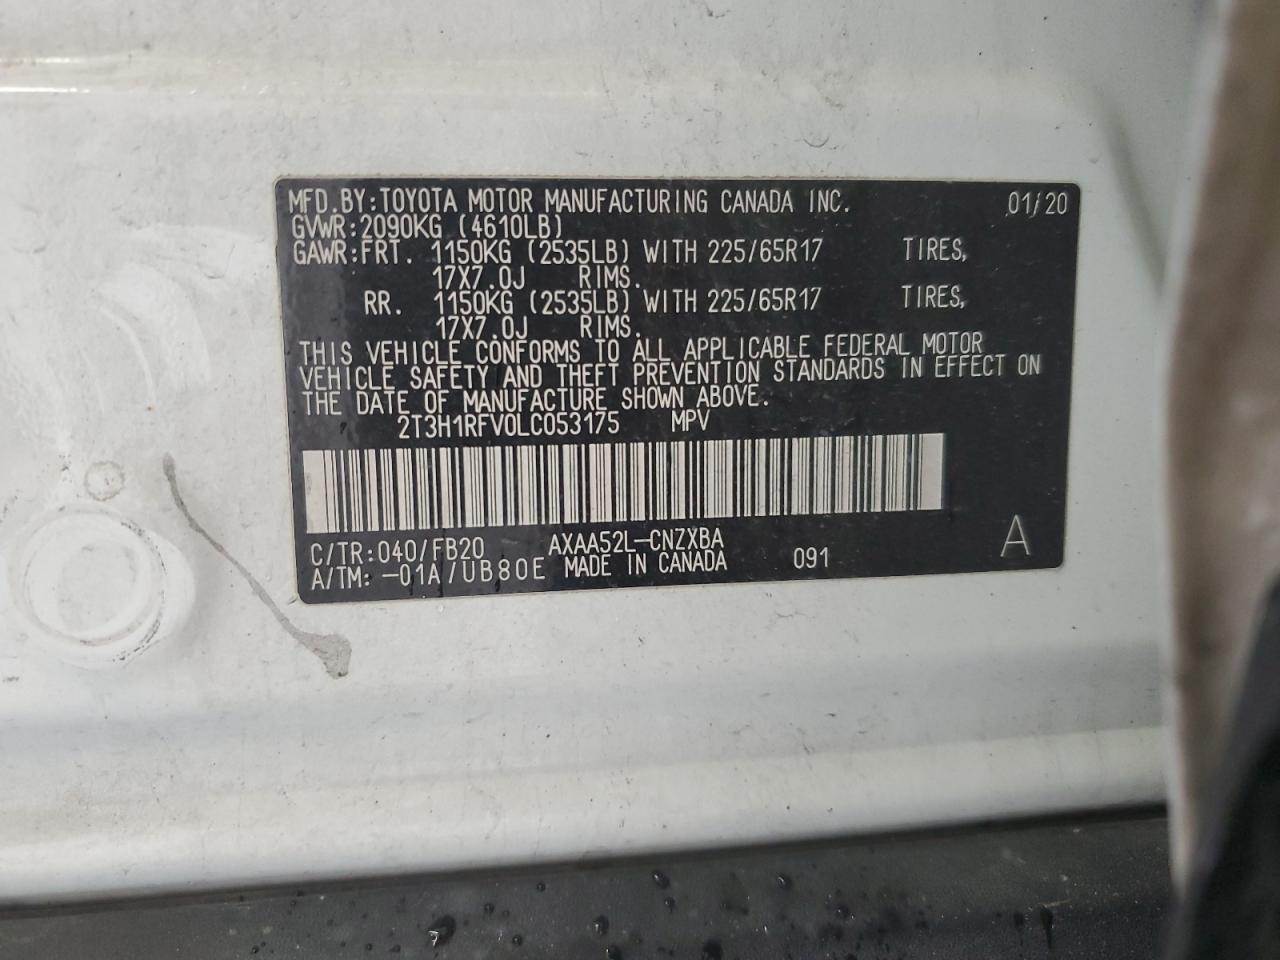 MFD.BY:TOYOTA MOTOR MANUFACTURING CANADA INC. 01/20
GVWR:2090KG (4610LB)
GAWR:FRT. 1150KG (2535LB) WITH 225/65R17 TIRES,
17X7.0J RIMS.
RR. 1150KG (2535LB) WITH 225/65R17 TIRES,
17X7.0J RIMS.
THIS VEHICLE CONFORMS TO ALL APPLICABLE FEDERAL MOTOR
VEHICLE SAFETY AND THEFT PREVENTION STANDARDS IN EFFECT ON
THE DATE OF MANUFACTURE SHOWN ABOVE.
2T3H1RFV0LC053175 MPV
C/TR:040/FB20 AXAA52L-CNZXBA
A/TM:-01A/UB80E MADE IN CANADA 091 A